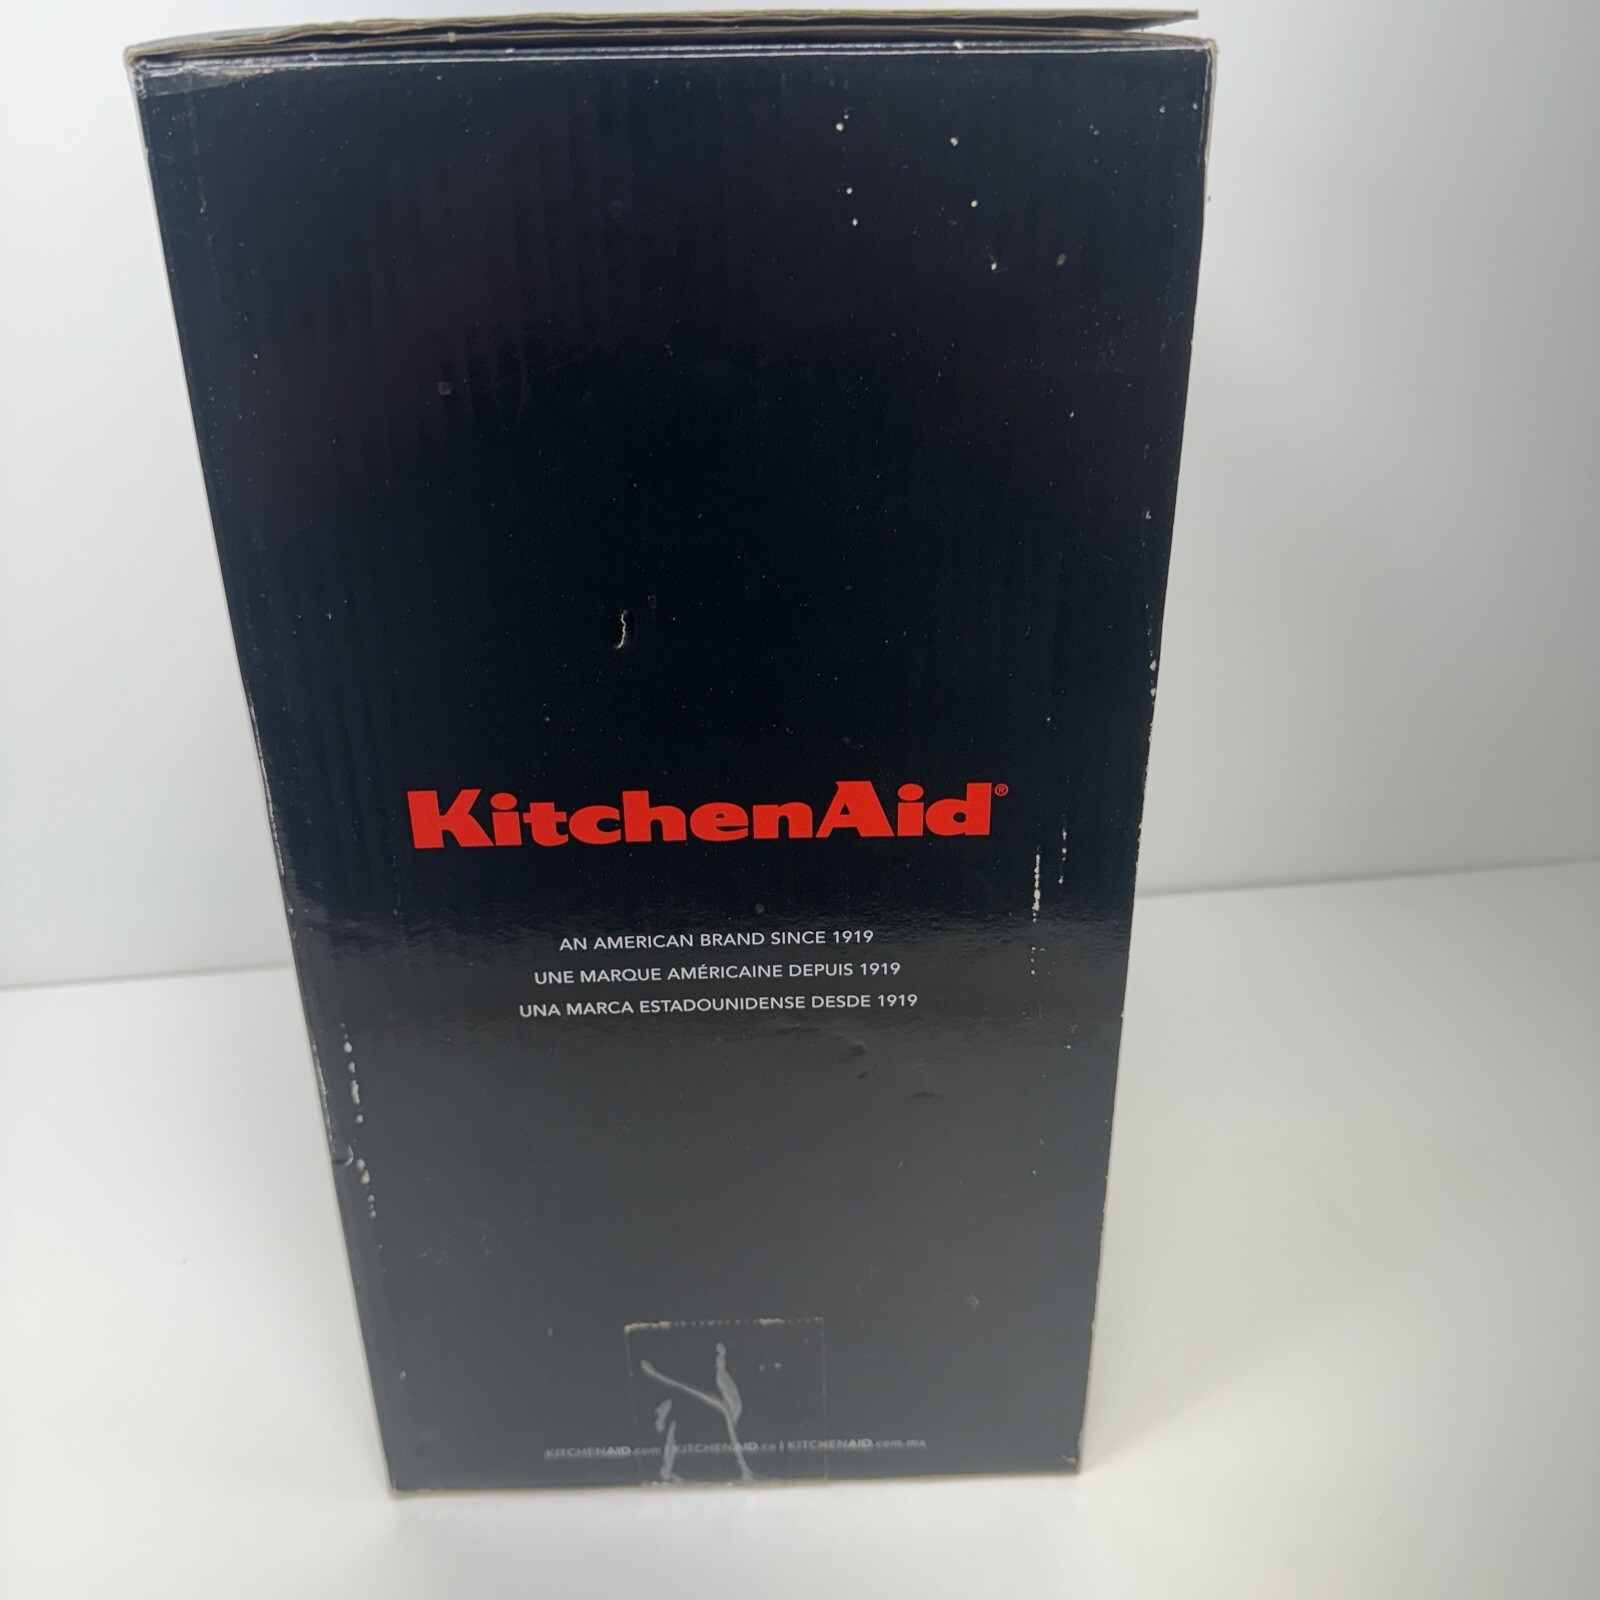 KitchenAid®
AN AMERICAN BRAND SINCE 1919
UNE MARQUE AMÉRICAINE DEPUIS 1919
UNA MARCA ESTADOUNIDENSE DESDE 1919
KITCHENAID.com | KITCHENAID.ca | KITCHENAID.com.mx